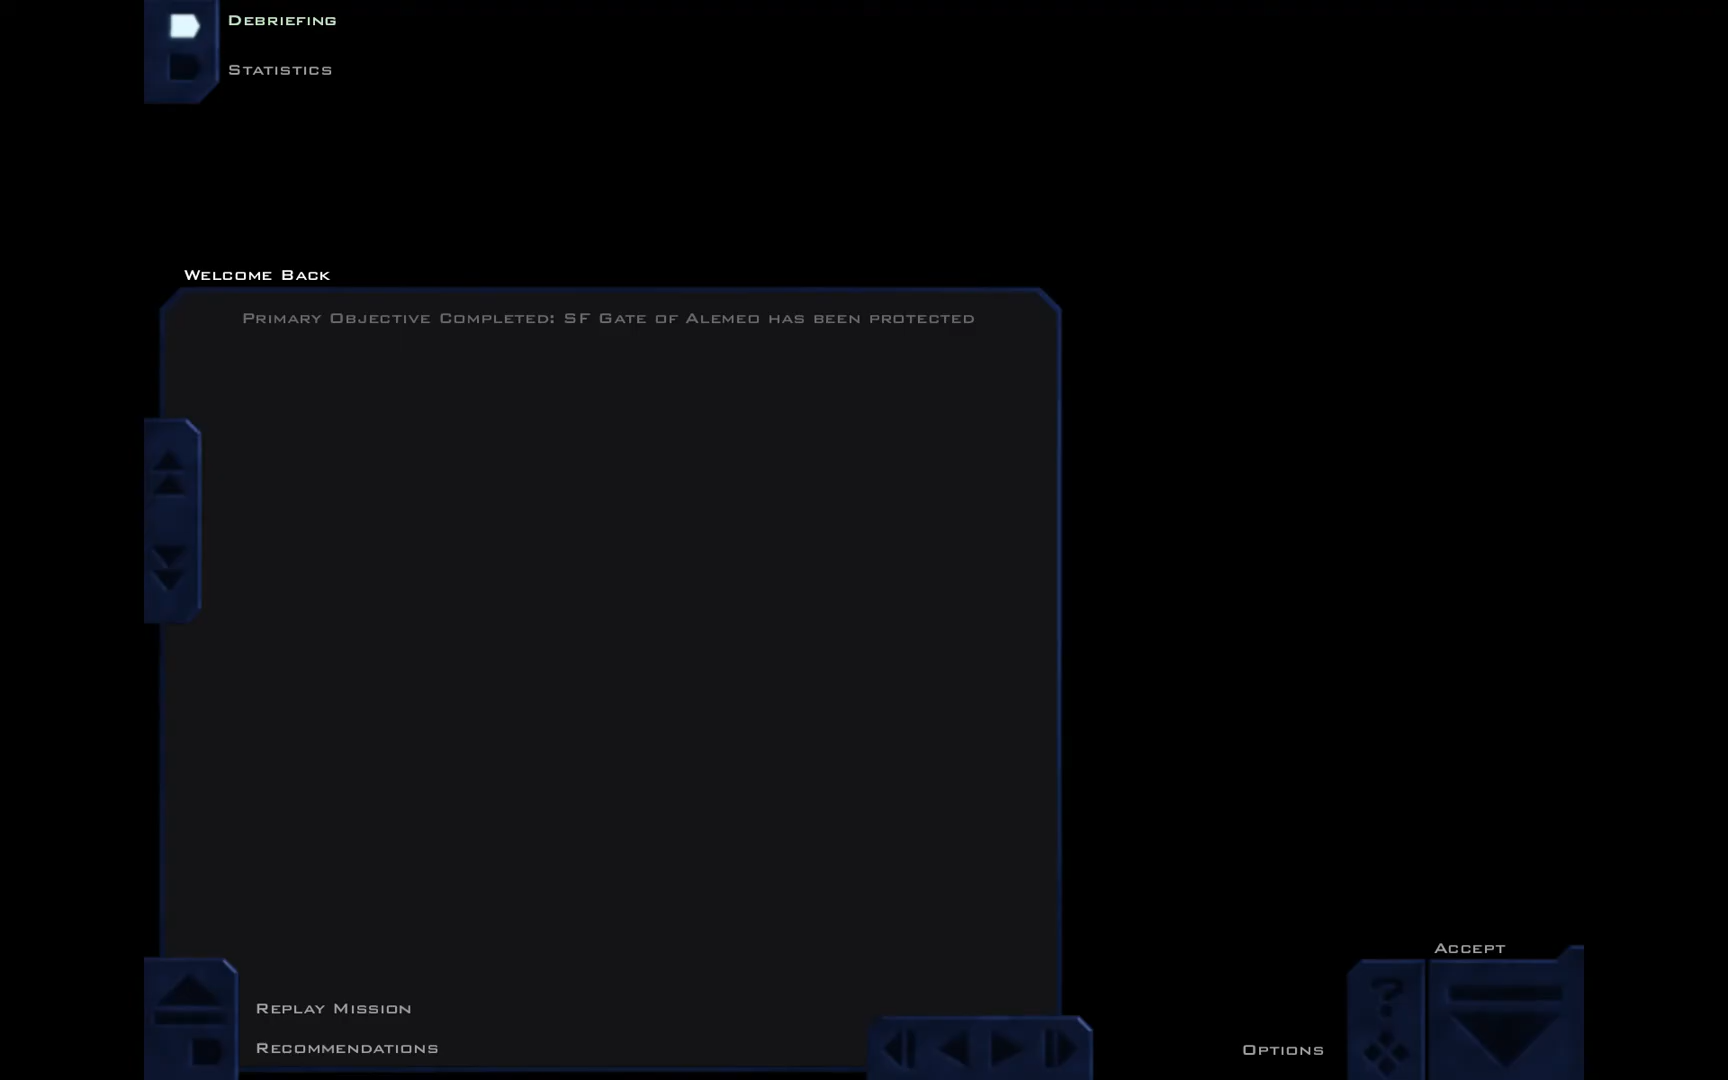 Debriefing
Statistics
Welcome Back
Primary Objective Completed: SF Gate of Alemeo has been protected
Accept
Replay Mission
Recommendations
Options